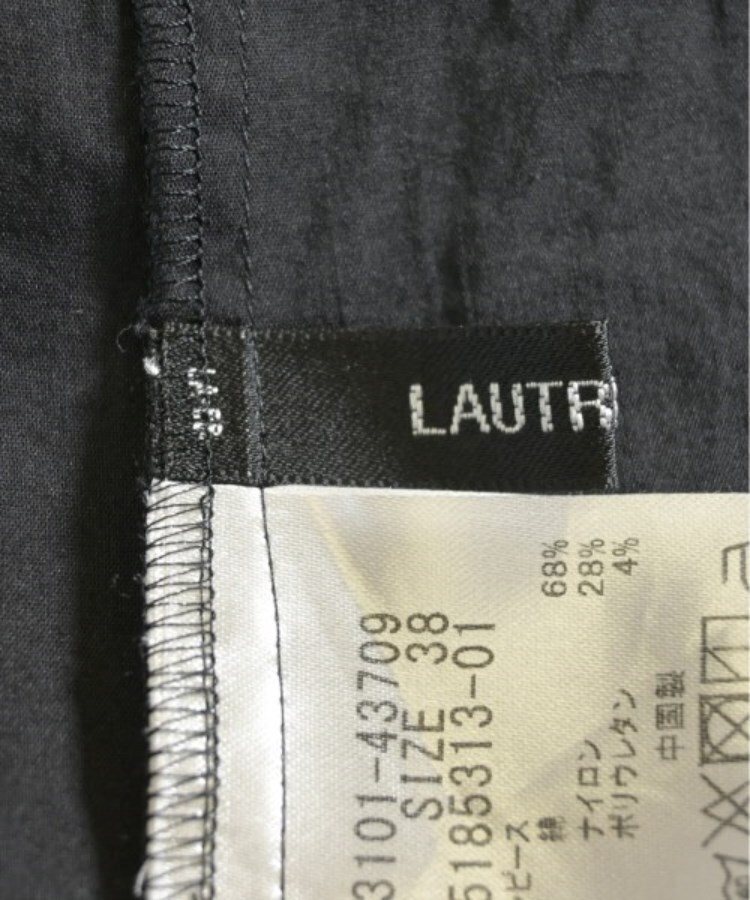 LAUTR
3101-43709
SIZE 38
5185313-01
ピース
綿 68%
ナイロン 28%
ポリウレタン 4%
中国製